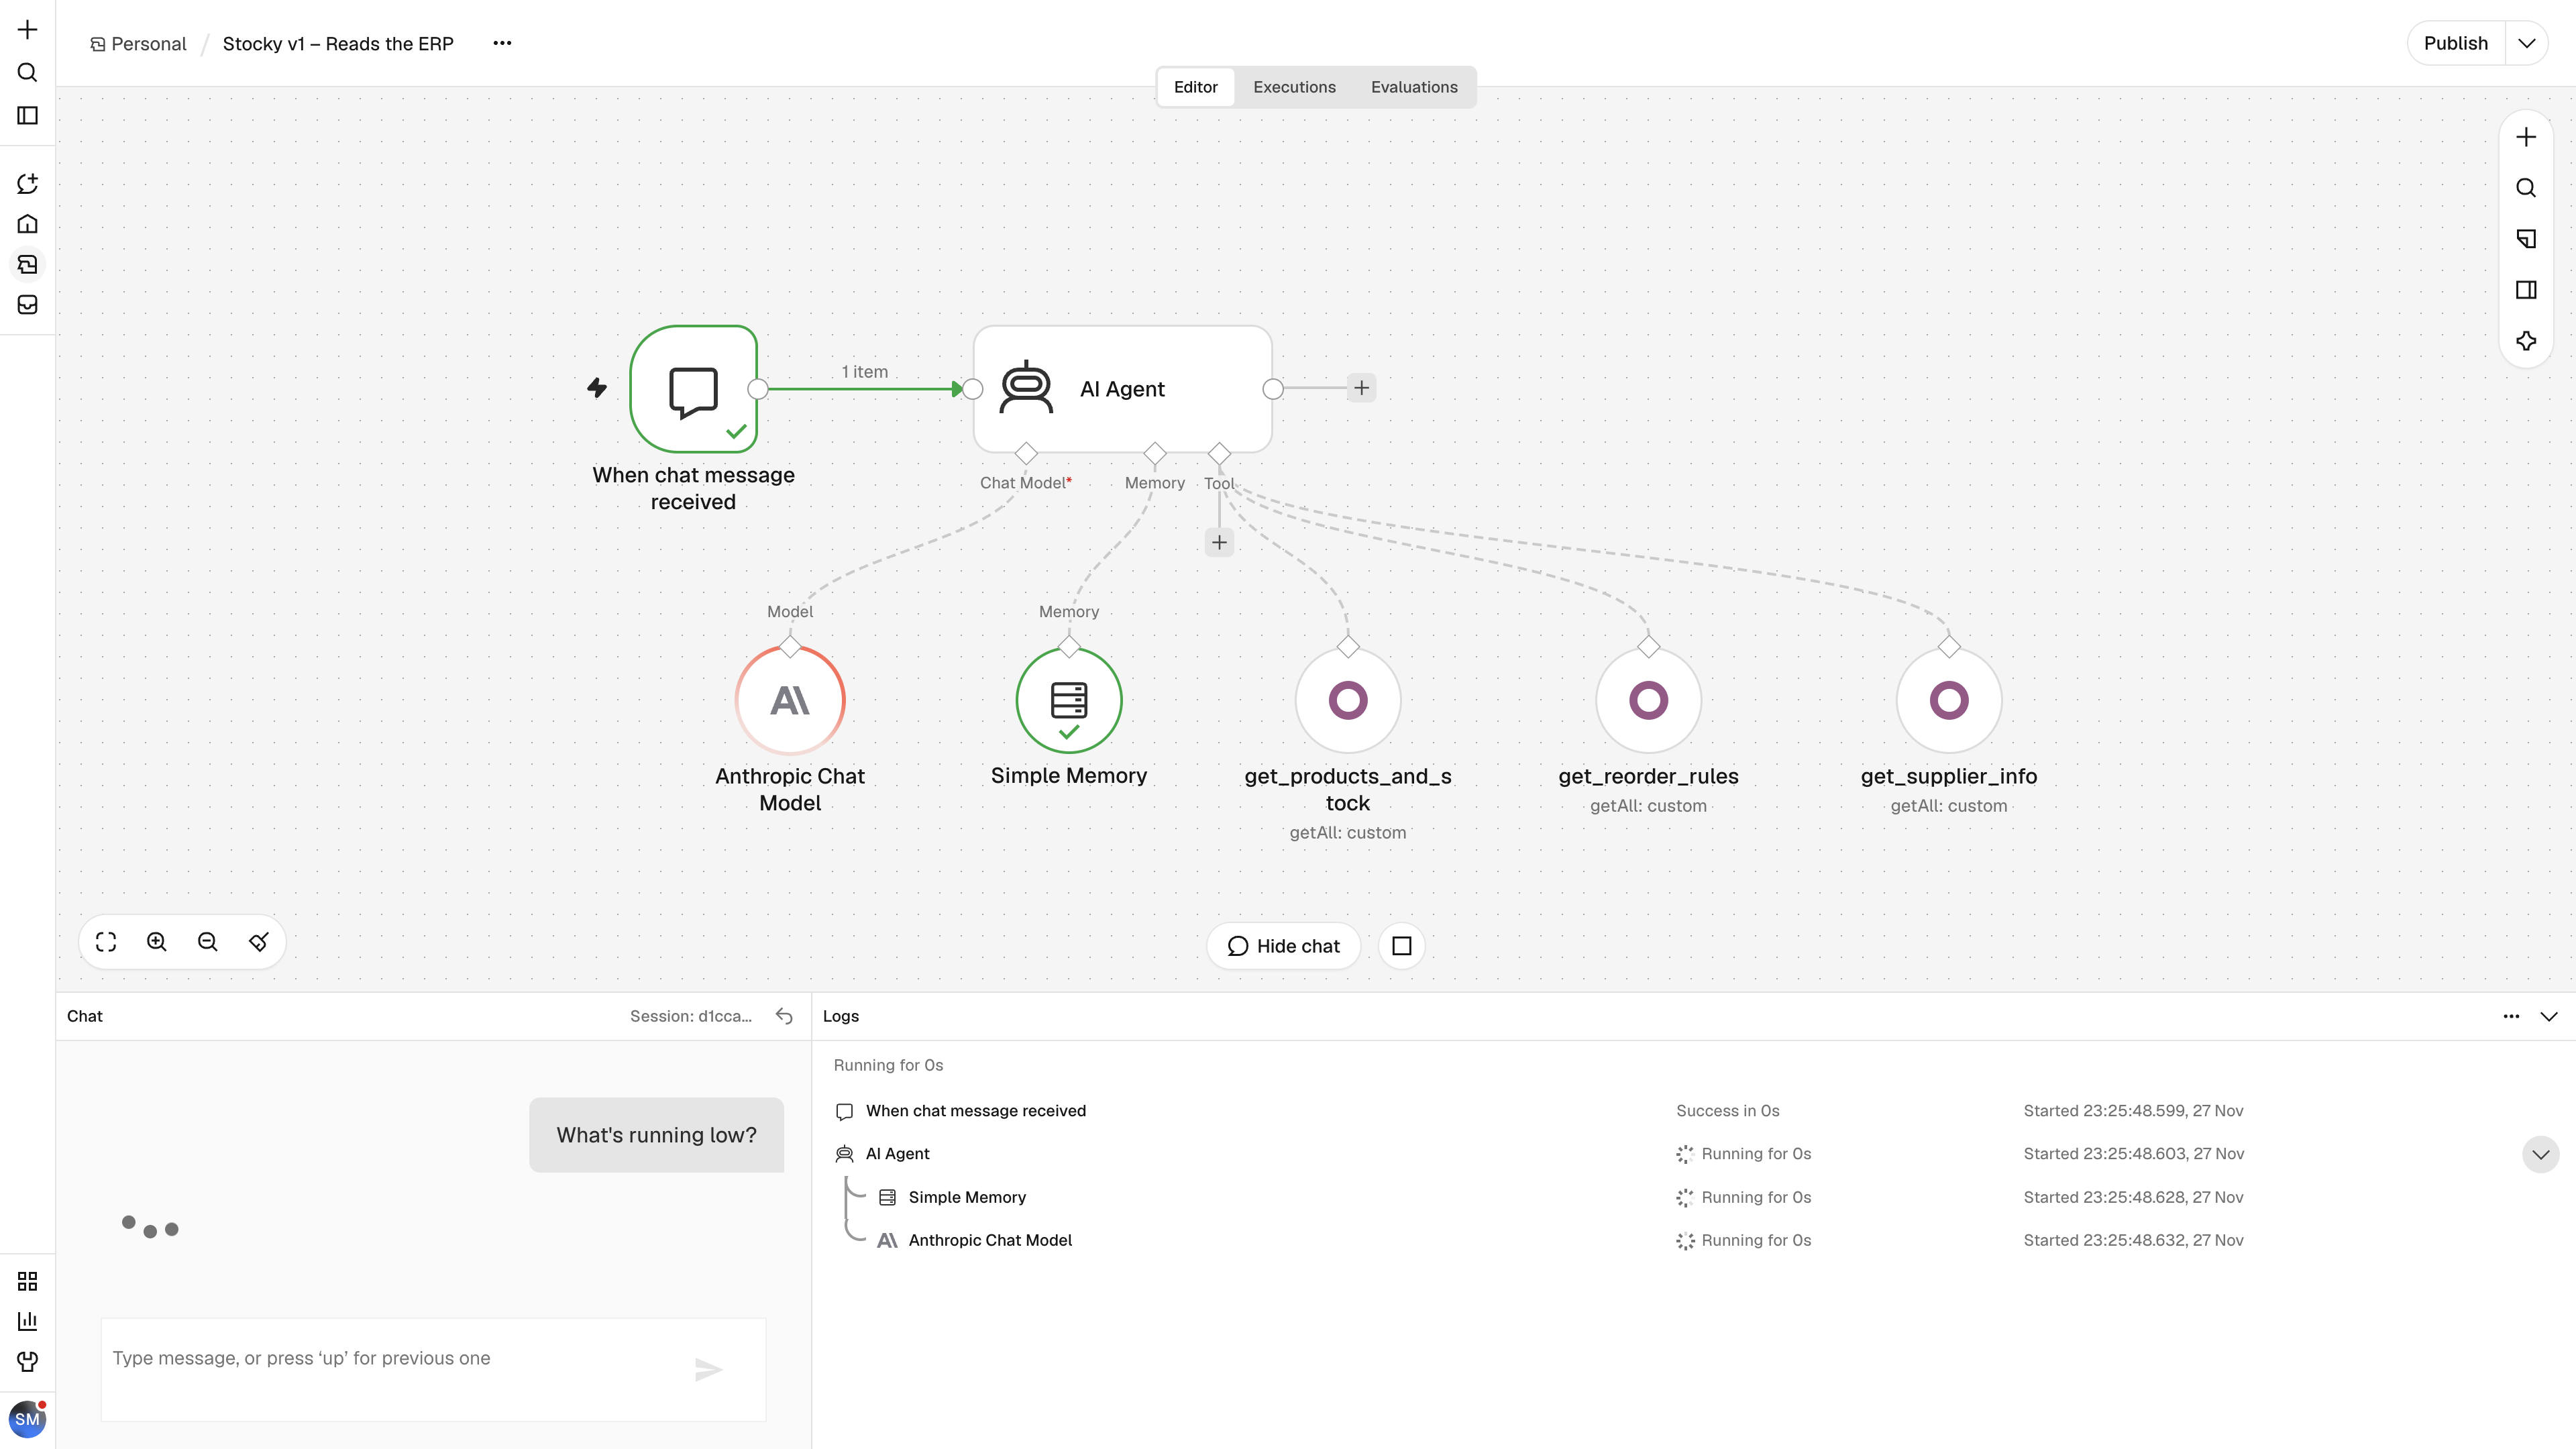 Personal / Stocky v1 – Reads the ERP
Publish
Editor Executions Evaluations
1 item
AI Agent
When chat message
received
Chat Model*
Memory
Tool
Model
Memory
Anthropic Chat
Model
Simple Memory
get_products_and_s
tock
getAll: custom
get_reorder_rules
getAll: custom
get_supplier_info
getAll: custom
Hide chat
Chat
Session: d1cca...
What's running low?
Type message, or press ‘up’ for previous one
Logs
Running for 0s
When chat message received Success in 0s Started 23:25:48.599, 27 Nov
AI Agent Running for 0s Started 23:25:48.603, 27 Nov
Simple Memory Running for 0s Started 23:25:48.628, 27 Nov
Anthropic Chat Model Running for 0s Started 23:25:48.632, 27 Nov
SM